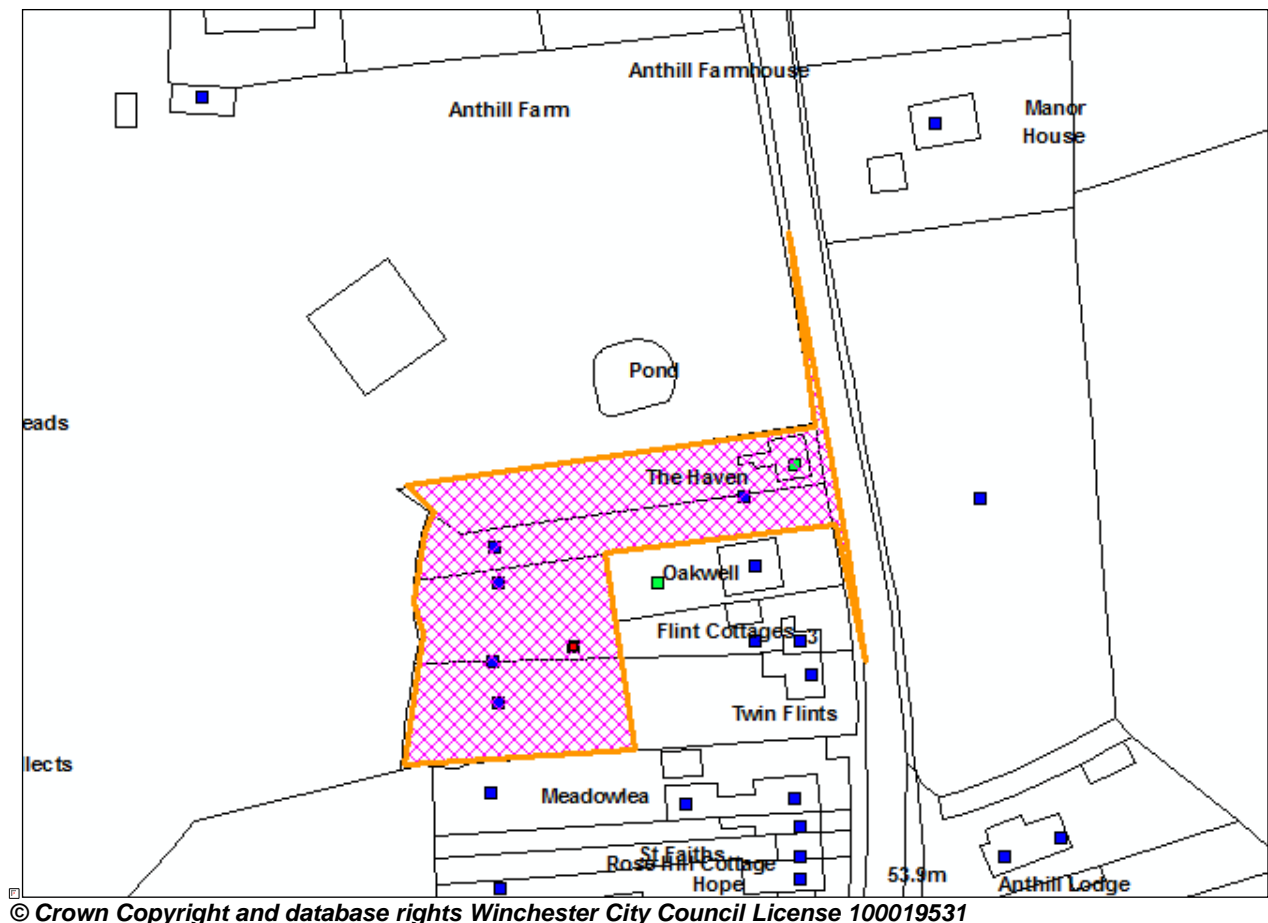 Anthill Farmhouse
Anthill Farm
Manor
House
Pond
eads
The Haven
Oakwell
Flint Cottages 3
Twin Flints
llects
Meadowlea
St Faiths
Rose Hill Cottage
Hope
53.9m
Anthill Lodge
© Crown Copyright and database rights Winchester City Council License 100019531